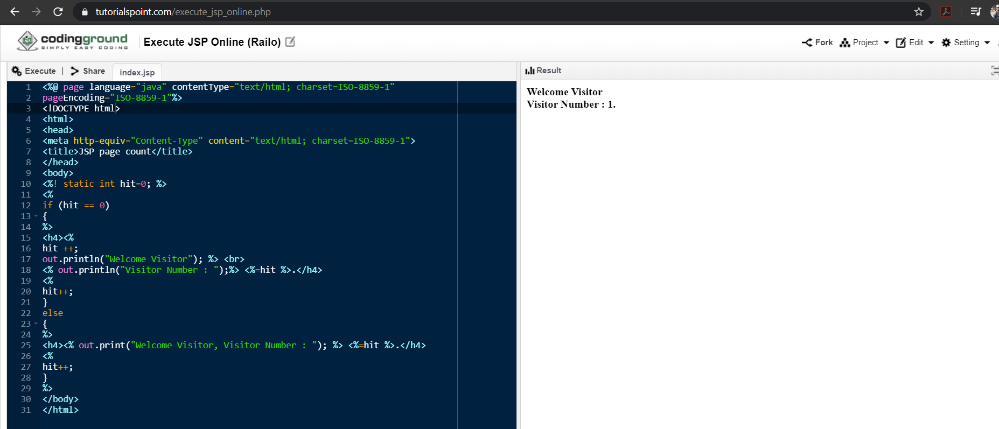 tutorialspoint.com/execute_jsp_online.php
codingground
SIMPLY EASY CODING
Execute JSP Online (Railo)
Fork
Project
Edit
Setting
Execute | Share
index.jsp
Result
1 <%@ page language="java" contentType="text/html; charset=ISO-8859-1"
2 pageEncoding="ISO-8859-1"%>
3 <!DOCTYPE html>
4 <html>
5 <head>
6 <meta http-equiv="Content-Type" content="text/html; charset=ISO-8859-1">
7 <title>JSP page count</title>
8 </head>
9 <body>
10 <%! static int hit=0; %>
11 <%
12 if (hit == 0)
13 {
14 %>
15 <h4><%
16 hit ++;
17 out.println("Welcome Visitor"); %> <br>
18 <% out.println("Visitor Number : ");%> <%=hit %>.</h4>
19 <%
20 hit++;
21 }
22 else
23 {
24 %>
25 <h4><% out.print("Welcome Visitor, Visitor Number : "); %> <%=hit %>.</h4>
26 <%
27 hit++;
28 }
29 %>
30 </body>
31 </html>
Welcome Visitor
Visitor Number : 1.